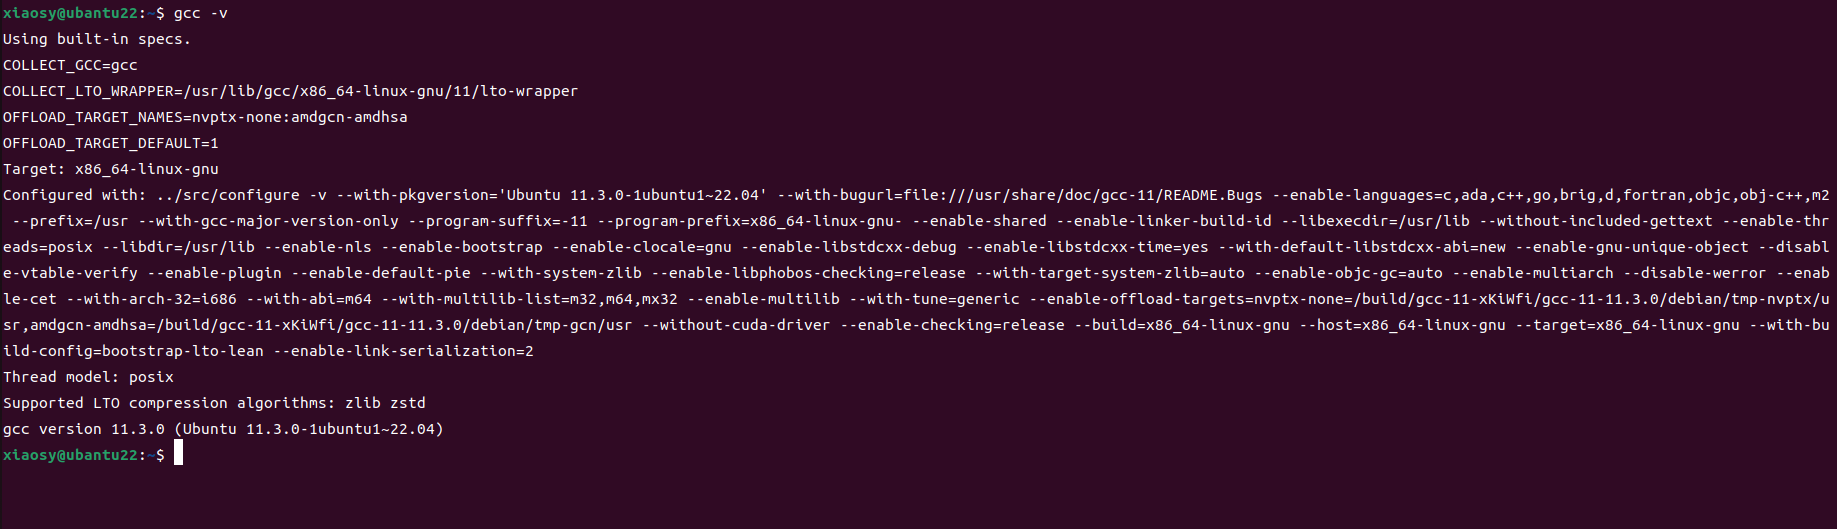 xiaosy@ubantu22:~$ gcc -v
Using built-in specs.
COLLECT_GCC=gcc
COLLECT_LTO_WRAPPER=/usr/lib/gcc/x86_64-linux-gnu/11/lto-wrapper
OFFLOAD_TARGET_NAMES=nvptx-none:amdgcn-amdhsa
OFFLOAD_TARGET_DEFAULT=1
Target: x86_64-linux-gnu
Configured with: ../src/configure -v --with-pkgversion='Ubuntu 11.3.0-1ubuntu1~22.04' --with-bugurl=file:///usr/share/doc/gcc-11/README.Bugs --enable-languages=c,ada,c++,go,brig,d,fortran,objc,obj-c++,m2
 --prefix=/usr --with-gcc-major-version-only --program-suffix=-11 --program-prefix=x86_64-linux-gnu- --enable-shared --enable-linker-build-id --libexecdir=/usr/lib --without-included-gettext --enable-thr
eads=posix --libdir=/usr/lib --enable-nls --enable-bootstrap --enable-clocale=gnu --enable-libstdcxx-debug --enable-libstdcxx-time=yes --with-default-libstdcxx-abi=new --enable-gnu-unique-object --disabl
e-vtable-verify --enable-plugin --enable-default-pie --with-system-zlib --enable-libphobos-checking=release --with-target-system-zlib=auto --enable-objc-gc=auto --enable-multiarch --disable-werror --enab
le-cet --with-arch-32=i686 --with-abi=m64 --with-multilib-list=m32,m64,mx32 --enable-multilib --with-tune=generic --enable-offload-targets=nvptx-none=/build/gcc-11-xKiWfi/gcc-11-11.3.0/debian/tmp-nvptx/u
sr,amdgcn-amdhsa=/build/gcc-11-xKiWfi/gcc-11-11.3.0/debian/tmp-gcn/usr --without-cuda-driver --enable-checking=release --build=x86_64-linux-gnu --host=x86_64-linux-gnu --target=x86_64-linux-gnu --with-bu
ild-config=bootstrap-lto-lean --enable-link-serialization=2
Thread model: posix
Supported LTO compression algorithms: zlib zstd
gcc version 11.3.0 (Ubuntu 11.3.0-1ubuntu1~22.04)
xiaosy@ubantu22:~$